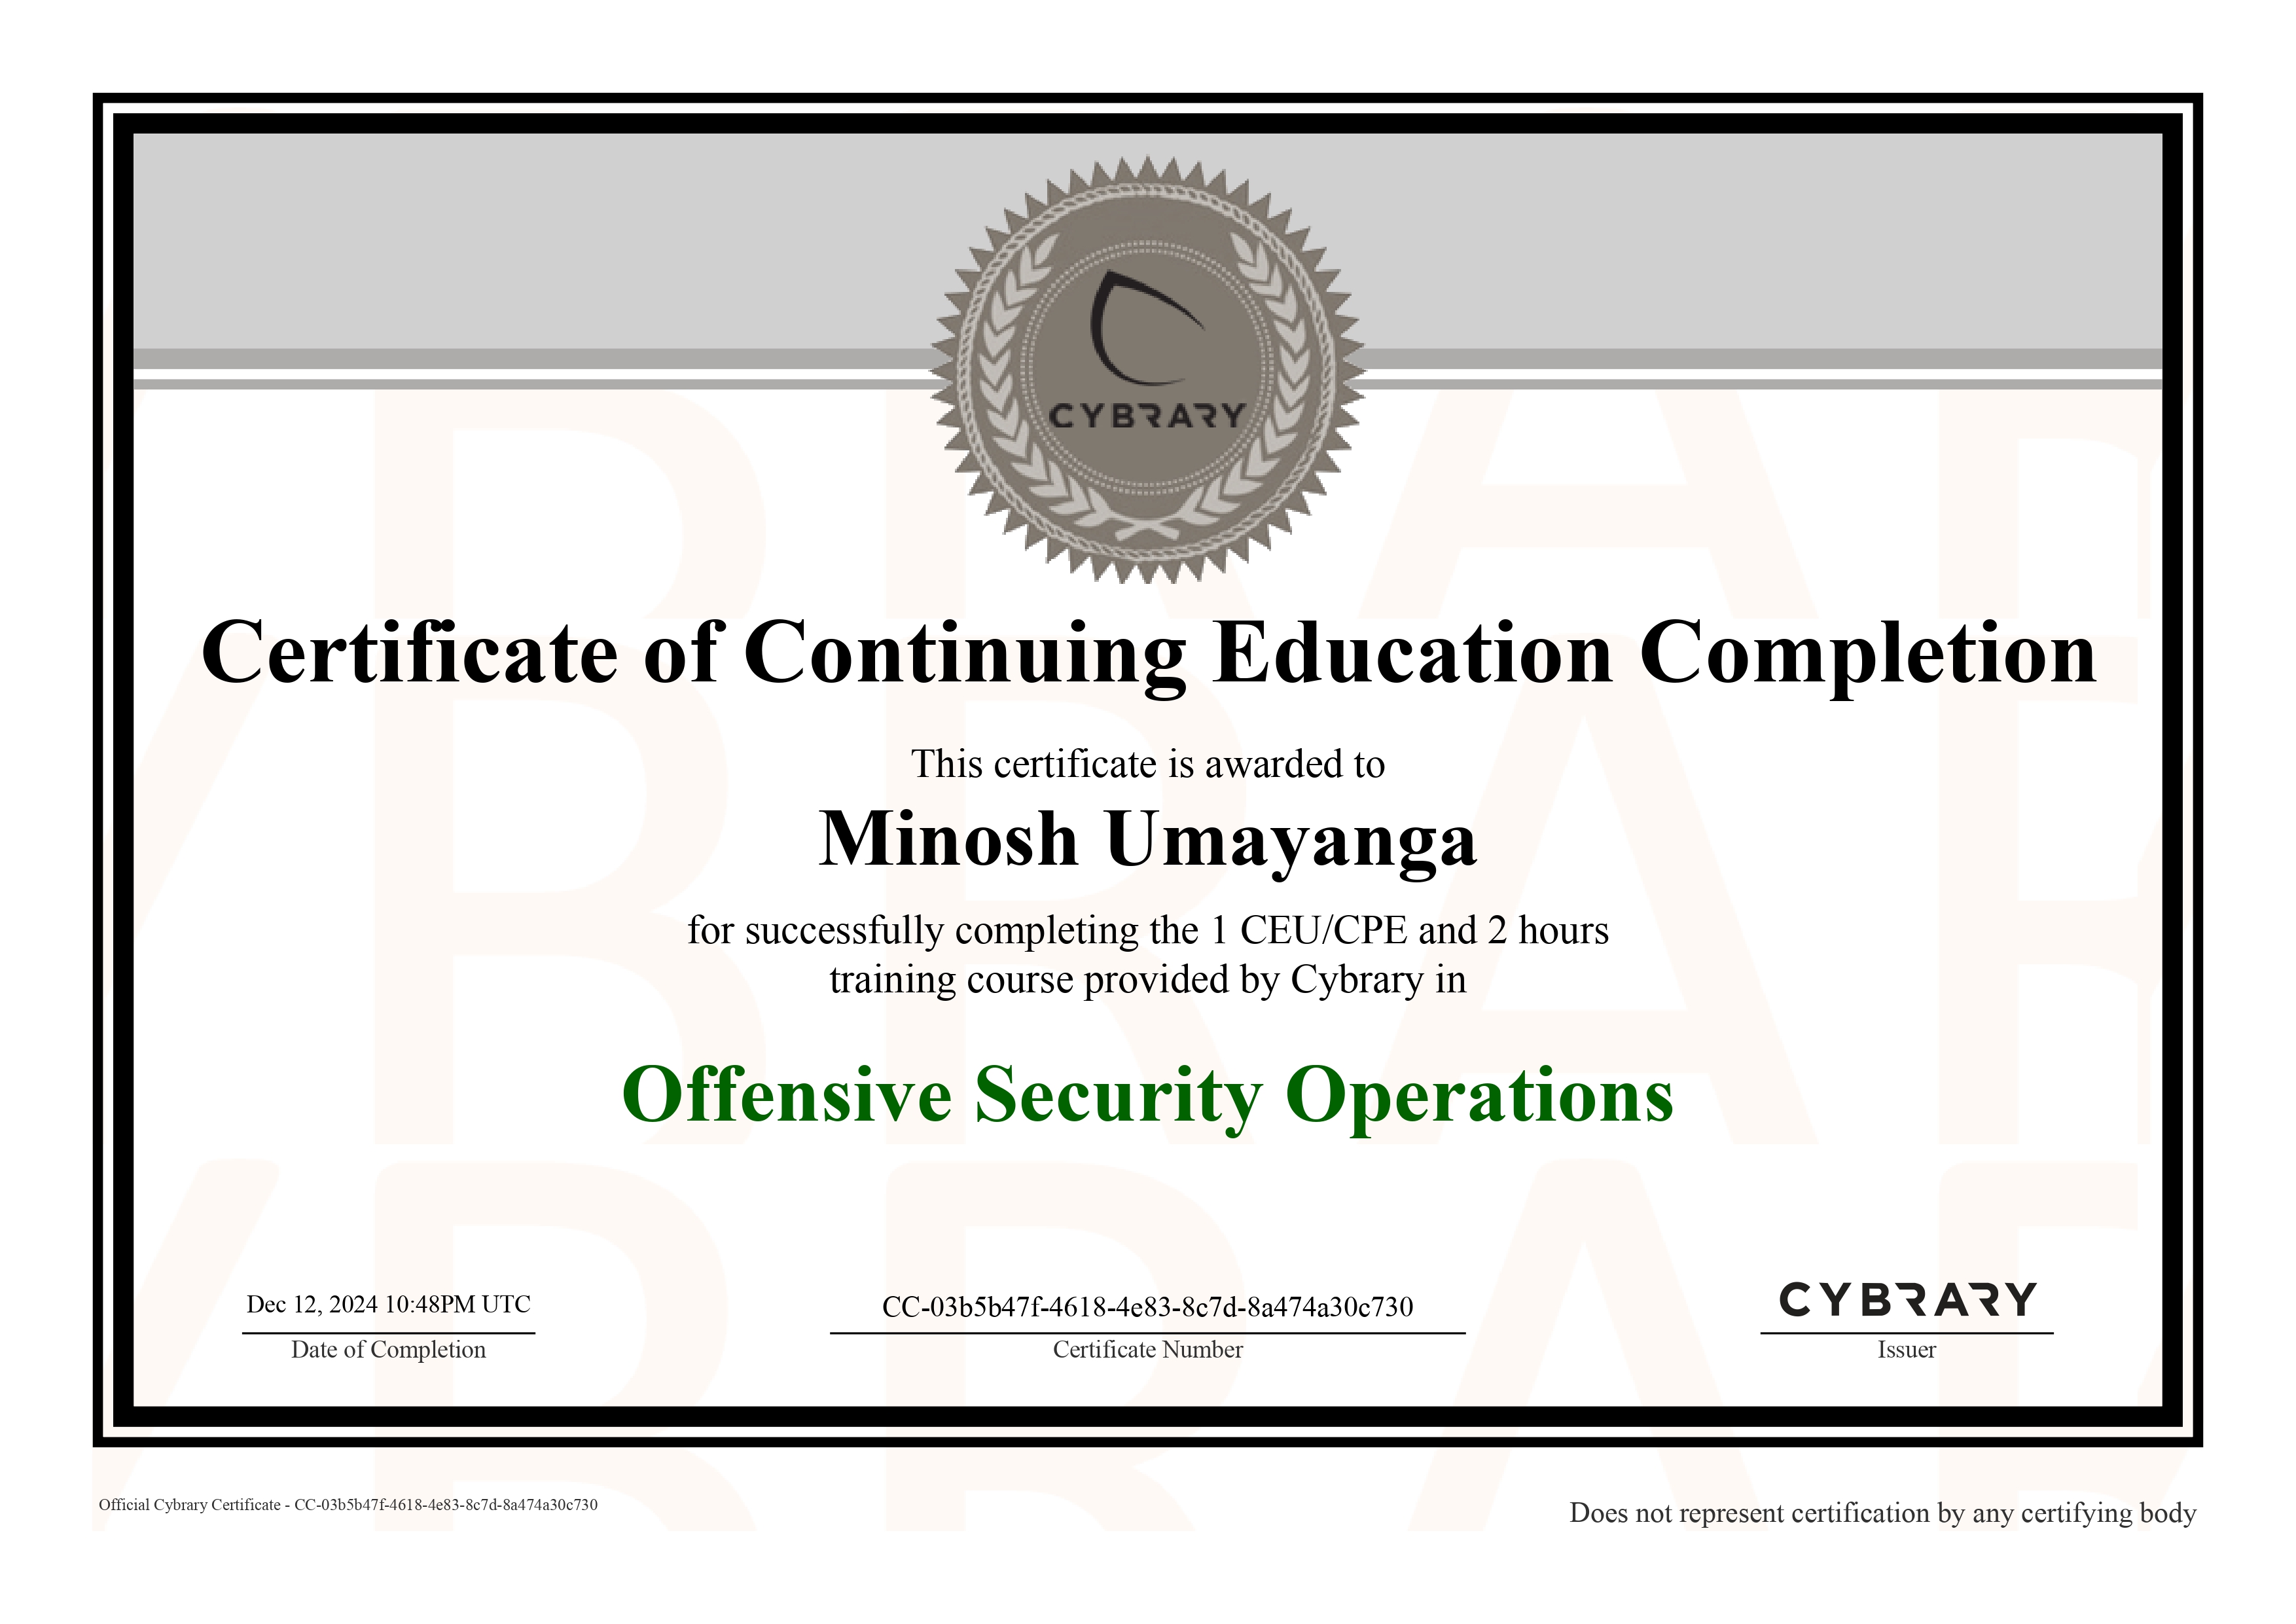 CYBRARY
Certificate of Continuing Education Completion
This certificate is awarded to
Minosh Umayanga
for successfully completing the 1 CEU/CPE and 2 hours
training course provided by Cybrary in
Offensive Security Operations
Dec 12, 2024 10:48PM UTC
Date of Completion
CC-03b5b47f-4618-4e83-8c7d-8a474a30c730
Certificate Number
CYBRARY
Issuer
Official Cybrary Certificate - CC-03b5b47f-4618-4e83-8c7d-8a474a30c730
Does not represent certification by any certifying body